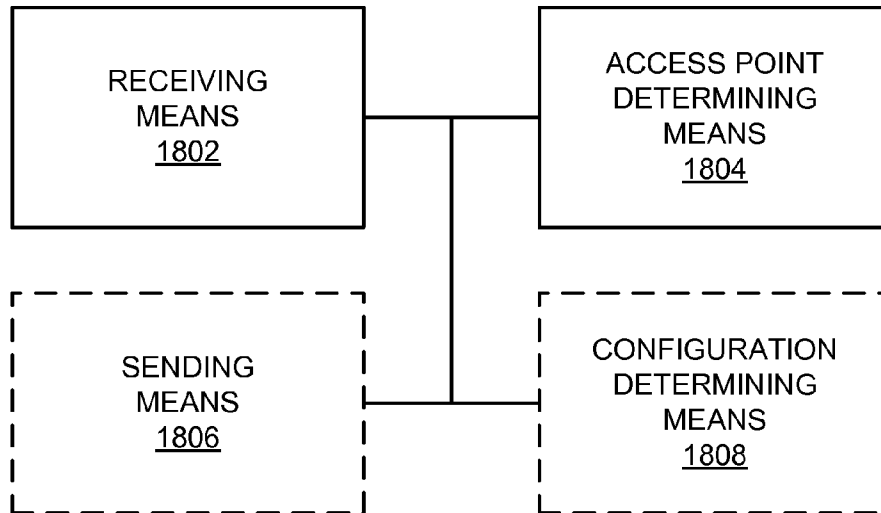 RECEIVING
MEANS
1802
ACCESS POINT
DETERMINING
MEANS
1804
SENDING
MEANS
1806
CONFIGURATION
DETERMINING
MEANS
1808